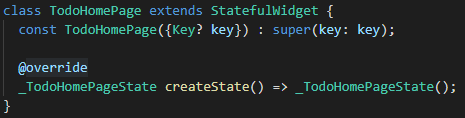 class TodoHomePage extends StatefulWidget {
  const TodoHomePage({Key? key}) : super(key: key);

  @override
  _TodoHomePageState createState() => _TodoHomePageState();
}